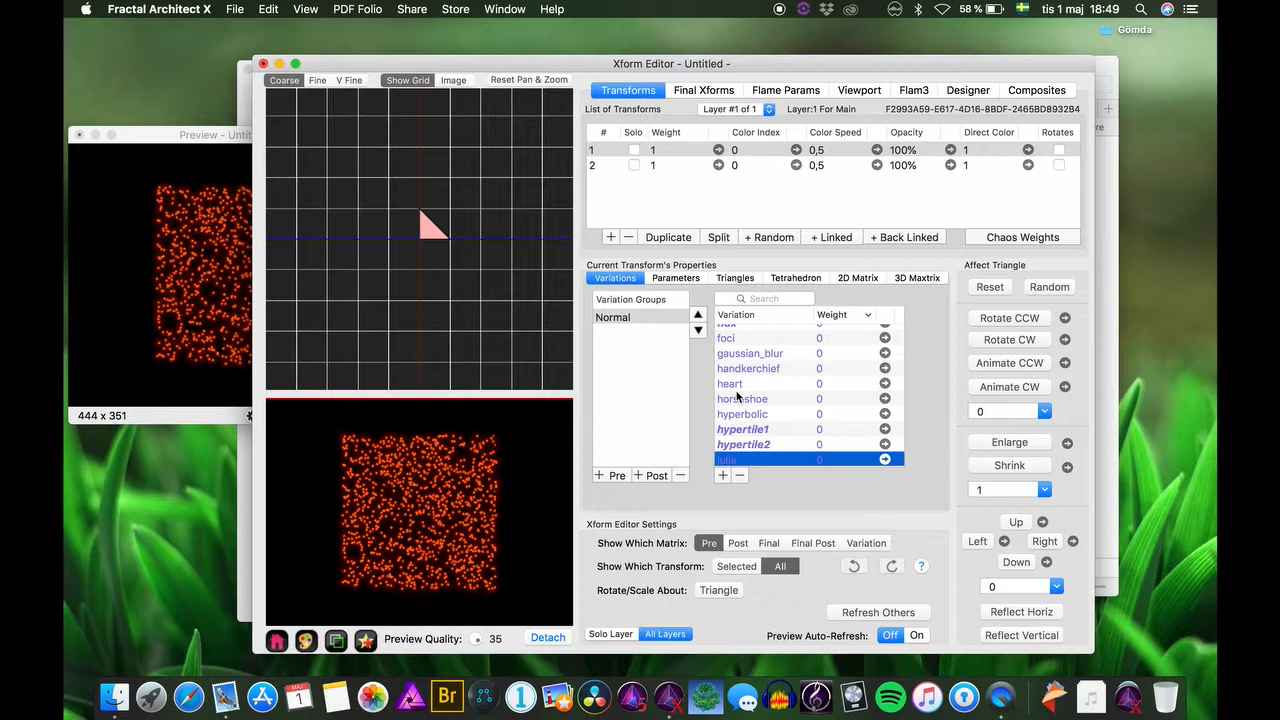 Fractal Architect X File Edit View PDF Folio Share Store Window Help 58 % tis 1 maj 18:49
Gömda
Xform Editor - Untitled -
Coarse Fine V Fine Show Grid Image Reset Pan & Zoom
Transforms Final Xforms Flame Params Viewport Flam3 Designer Composites
List of Transforms Layer #1 of 1 Layer:1 For Main F2993A59-E617-4D16-8BDF-2465BD8932B4
Preview - Untit
# Solo Weight Color Index Color Speed Opacity Direct Color Rotates
1 1 0 0,5 100% 1
2 1 0 0,5 100% 1
+ − Duplicate Split + Random + Linked + Back Linked Chaos Weights
Current Transform's Properties Affect Triangle
Variations Parameters Triangles Tetrahedron 2D Matrix 3D Maxtrix
Reset Random
Variation Groups Search
Normal Variation Weight
Rotate CCW
foci 0
Rotate CW
gaussian_blur 0
Animate CCW
handkerchief 0
heart 0
Animate CW
horseshoe 0
hyperbolic 0
0
hypertile1 0
hypertile2 0
Enlarge
julia 0
Shrink
+ Pre + Post − + −
1
444 x 351
Xform Editor Settings
Show Which Matrix: Pre Post Final Final Post Variation
Up
Left Right
Show Which Transform: Selected All ?
Down
Rotate/Scale About: Triangle
0
Refresh Others Reflect Horiz
Preview Quality: 35 Detach Solo Layer All Layers Preview Auto-Refresh: Off On Reflect Vertical
MAJ
1
Br
1
5
X
X